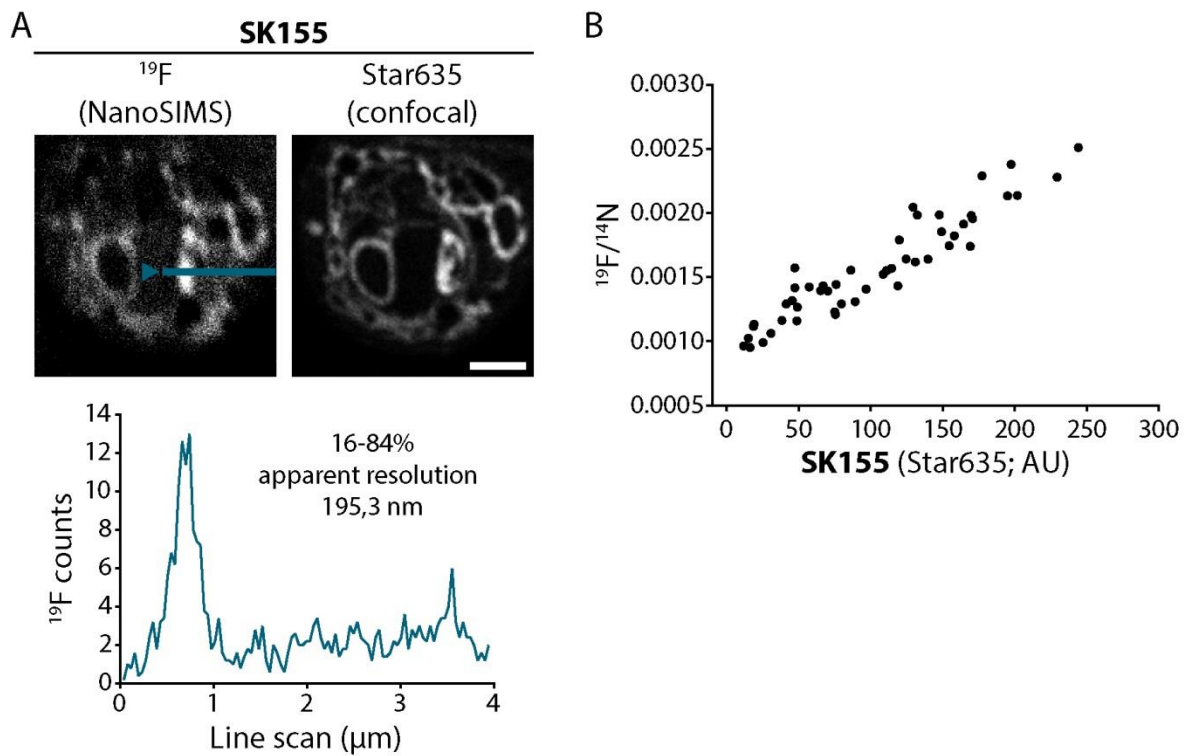 A
SK155
¹⁹F
(NanoSIMS)
Star635
(confocal)
14
12
10
8
6
4
2
0
¹⁹F counts
16-84%
apparent resolution
195,3 nm
0
1
2
3
4
Line scan (µm)
B
0.0030
0.0025
0.0020
0.0015
0.0010
0.0005
¹⁹F/¹⁴N
0
50
100
150
200
250
300
SK155 (Star635; AU)